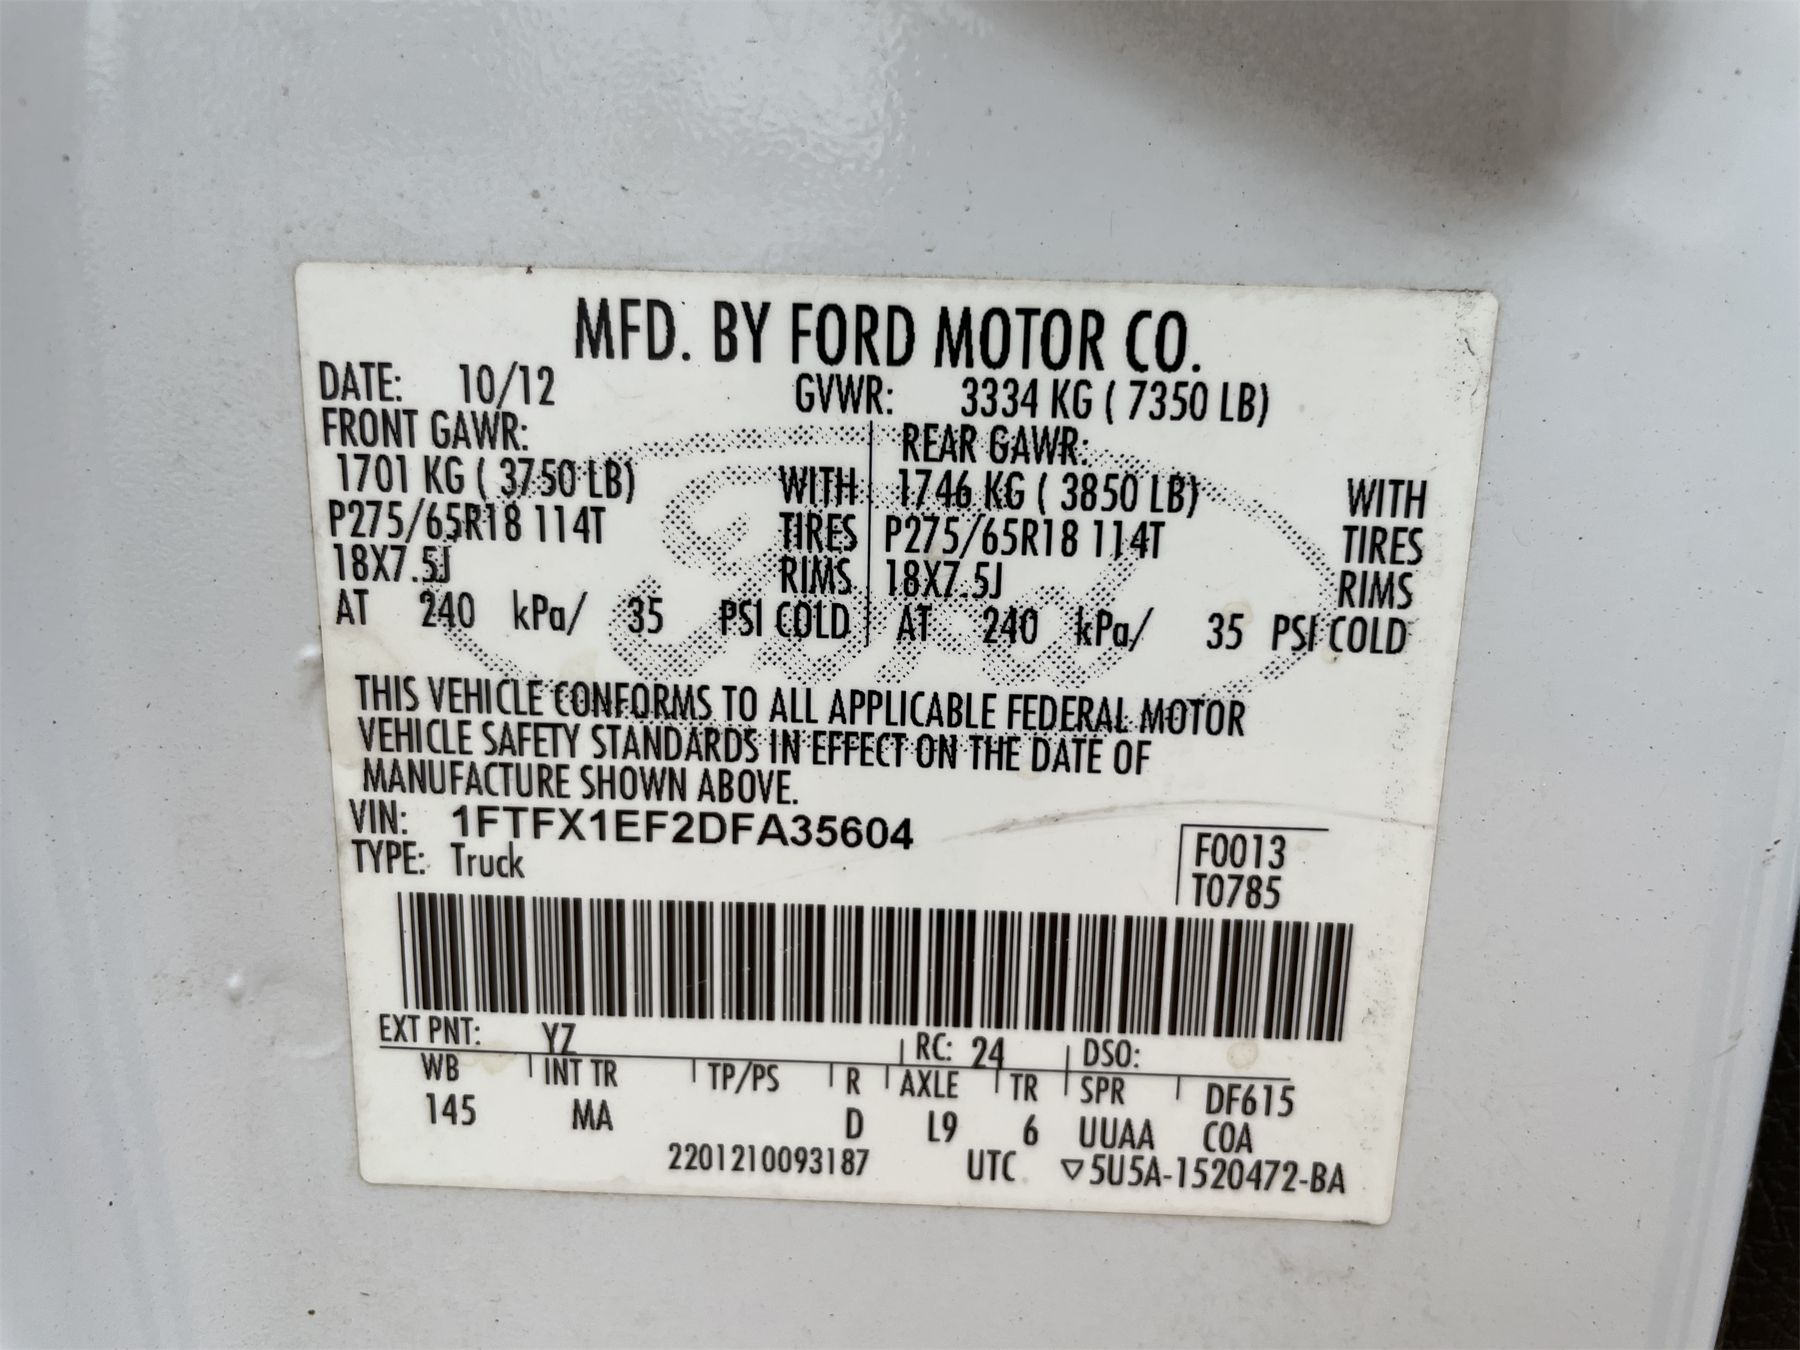 MFD. BY FORD MOTOR CO.
DATE: 10/12 GVWR: 3334 KG ( 7350 LB)
FRONT GAWR: REAR GAWR:
1701 KG ( 3750 LB) WITH 1746 KG ( 3850 LB) WITH
P275/65R18 114T TIRES P275/65R18 114T TIRES
18X7.5J RIMS 18X7.5J RIMS
AT 240 kPa/ 35 PSI COLD AT 240 kPa/ 35 PSI COLD
Ford
THIS VEHICLE CONFORMS TO ALL APPLICABLE FEDERAL MOTOR
VEHICLE SAFETY STANDARDS IN EFFECT ON THE DATE OF
MANUFACTURE SHOWN ABOVE.
VIN: 1FTFX1EF2DFA35604
TYPE: Truck
F0013
T0785
EXT PNT: YZ RC: 24 DSO:
WB INT TR TP/PS R AXLE TR SPR DF615
145 MA D L9 6 UUAA COA
2201210093187 UTC ▽5U5A-1520472-BA